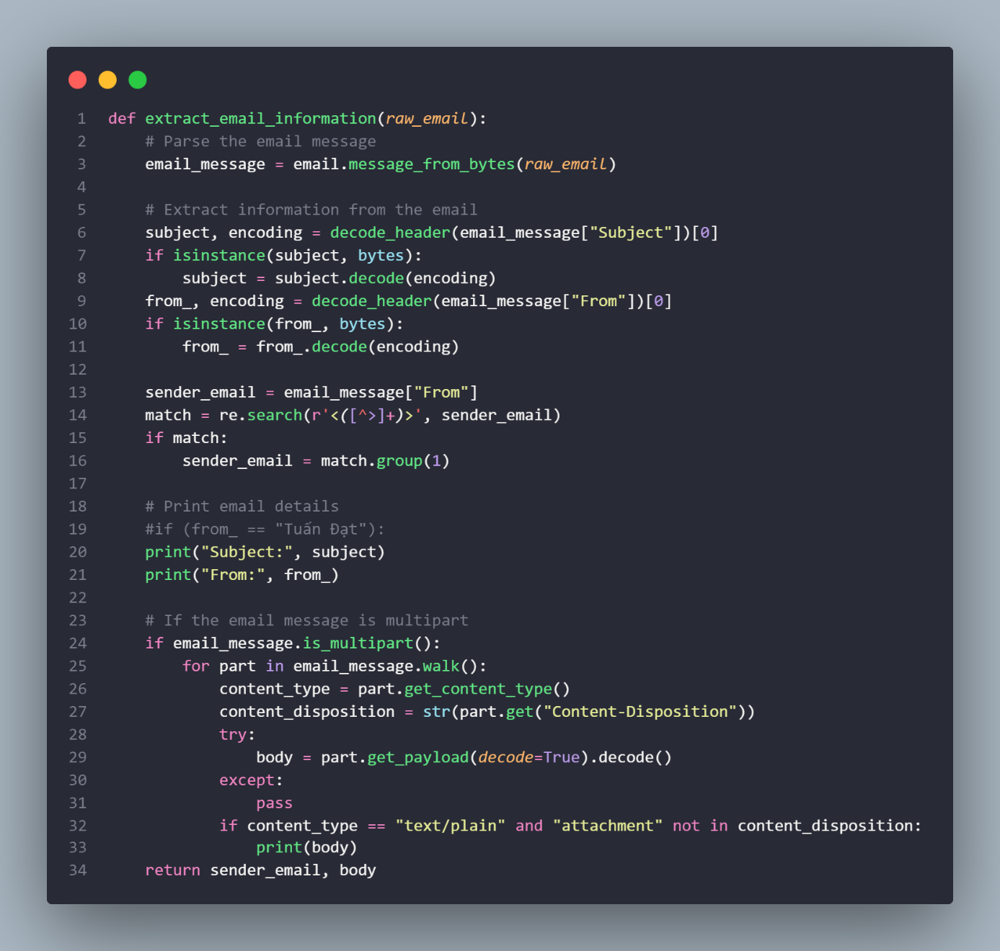 1 def extract_email_information(raw_email):
2     # Parse the email message
3     email_message = email.message_from_bytes(raw_email)
4
5     # Extract information from the email
6     subject, encoding = decode_header(email_message["Subject"])[0]
7     if isinstance(subject, bytes):
8         subject = subject.decode(encoding)
9     from_, encoding = decode_header(email_message["From"])[0]
10     if isinstance(from_, bytes):
11         from_ = from_.decode(encoding)
12
13     sender_email = email_message["From"]
14     match = re.search(r'<([^>]+)>', sender_email)
15     if match:
16         sender_email = match.group(1)
17
18     # Print email details
19     #if (from_ == "Tuấn Đạt"):
20     print("Subject:", subject)
21     print("From:", from_)
22
23     # If the email message is multipart
24     if email_message.is_multipart():
25         for part in email_message.walk():
26             content_type = part.get_content_type()
27             content_disposition = str(part.get("Content-Disposition"))
28             try:
29                 body = part.get_payload(decode=True).decode()
30             except:
31                 pass
32             if content_type == "text/plain" and "attachment" not in content_disposition:
33                 print(body)
34     return sender_email, body